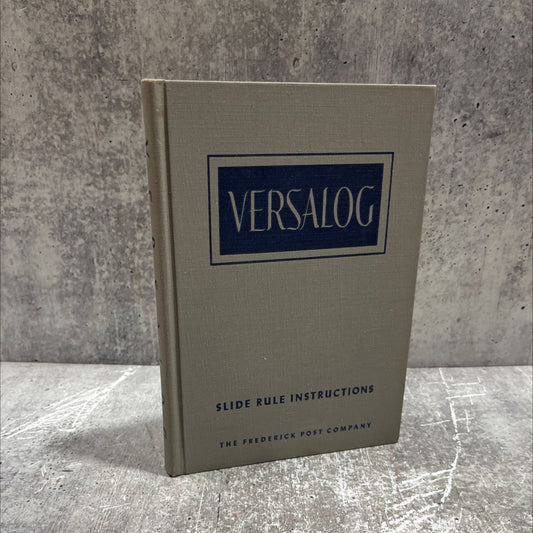 VERSALOG
SLIDE RULE INSTRUCTIONS
THE FREDERICK POST COMPANY